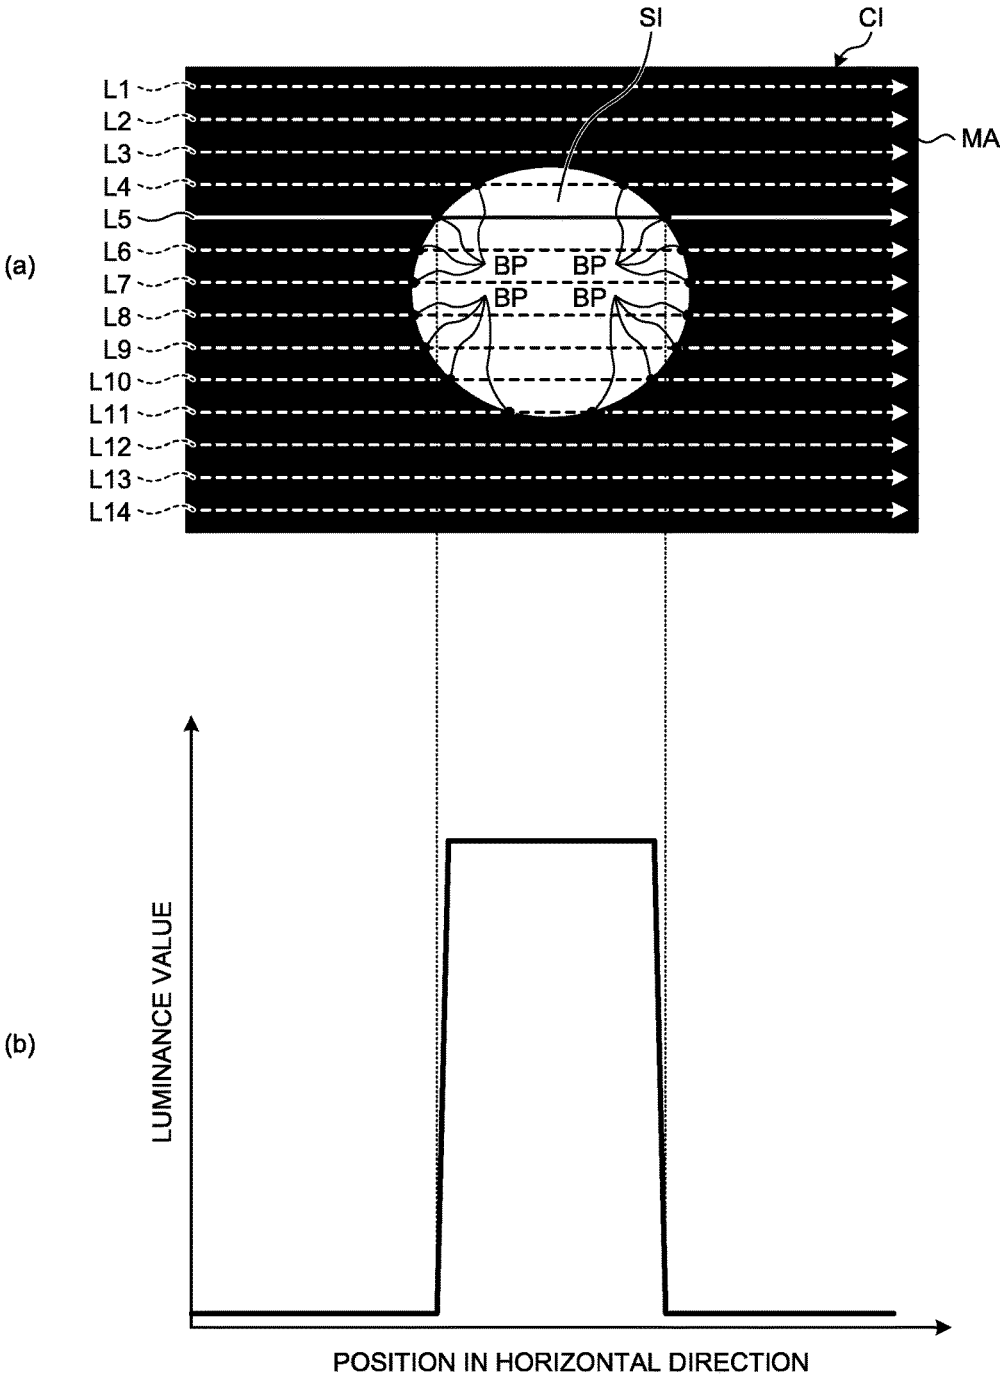 SI
CI
MA
L1
L2
L3
L4
L5
L6
L7
L8
L9
L10
L11
L12
L13
L14
(a)
BP BP
BP BP
(b)
LUMINANCE VALUE
POSITION IN HORIZONTAL DIRECTION